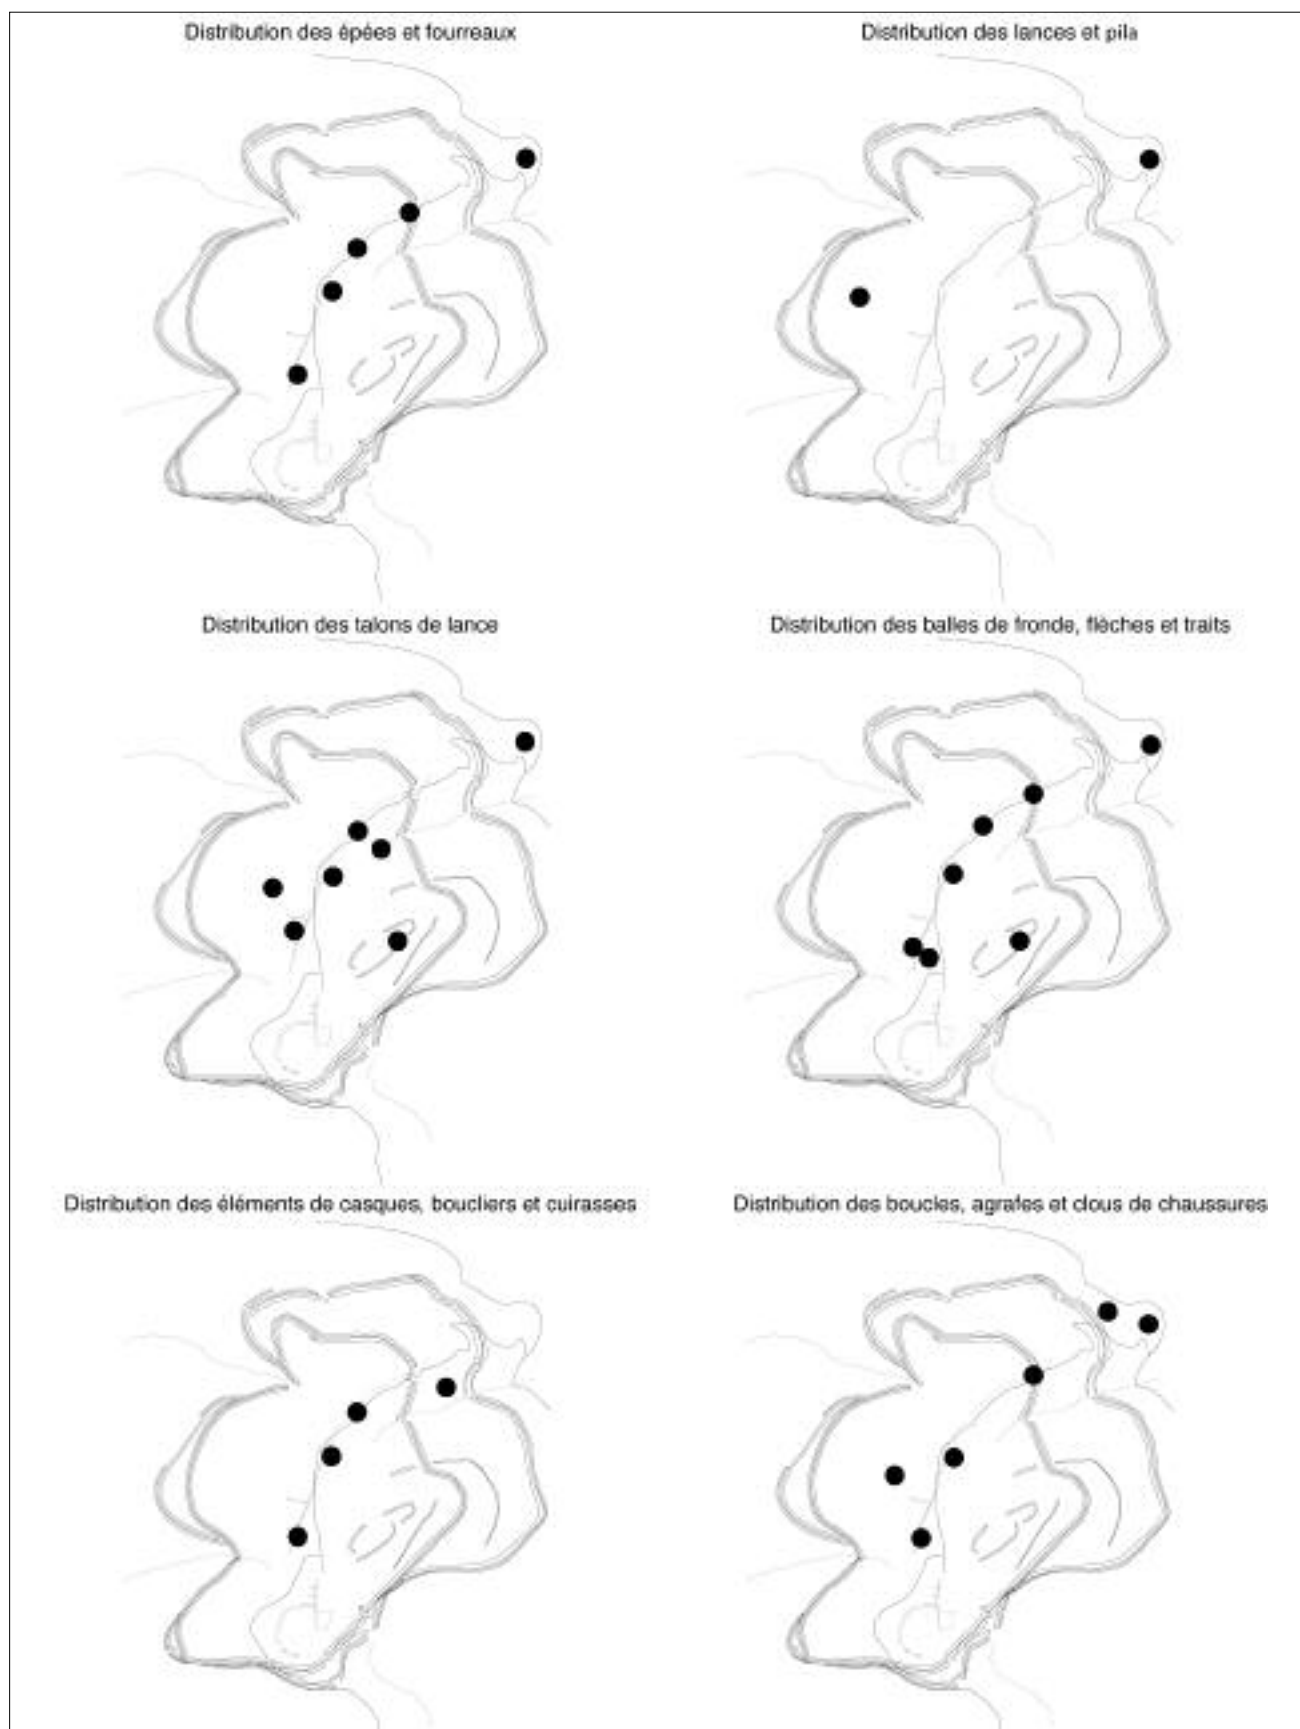 Distribution des épées et fourreaux
Distribution des lances et pila
Distribution des talons de lance
Distribution des balles de fronde, flèches et traits
Distribution des éléments de casques, boucliers et cuirasses
Distribution des boucles, agrafes et clous de chaussures